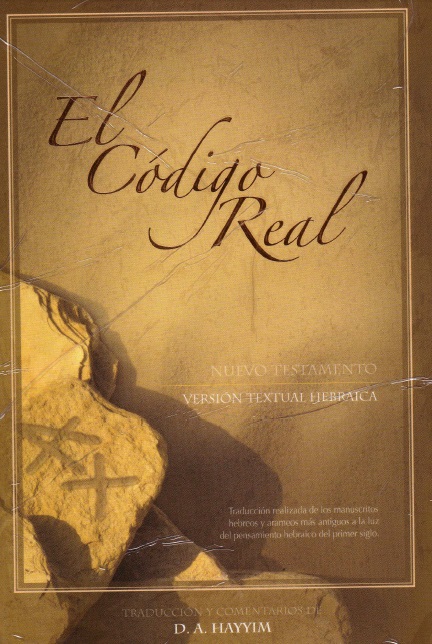 El
Código
Real
NUEVO TESTAMENTO
VERSIÓN TEXTUAL HEBRAICA
Traducción realizada de los manuscritos
hebreos y arameos más antiguos a la luz
del pensamiento hebraico del primer siglo.
TRADUCCIÓN Y COMENTARIOS DE
D. A. HAYYIM